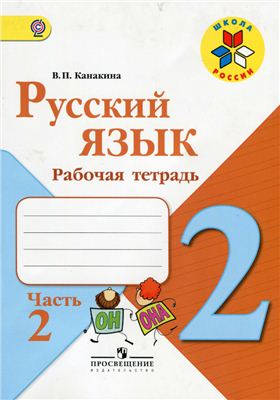 ШКОЛА
РОССИИ
В. П. Канакина
Русский
язык
Рабочая тетрадь
2
Часть
2
ОН
ОНА
ПРОСВЕЩЕНИЕ
ИЗДАТЕЛЬСТВО